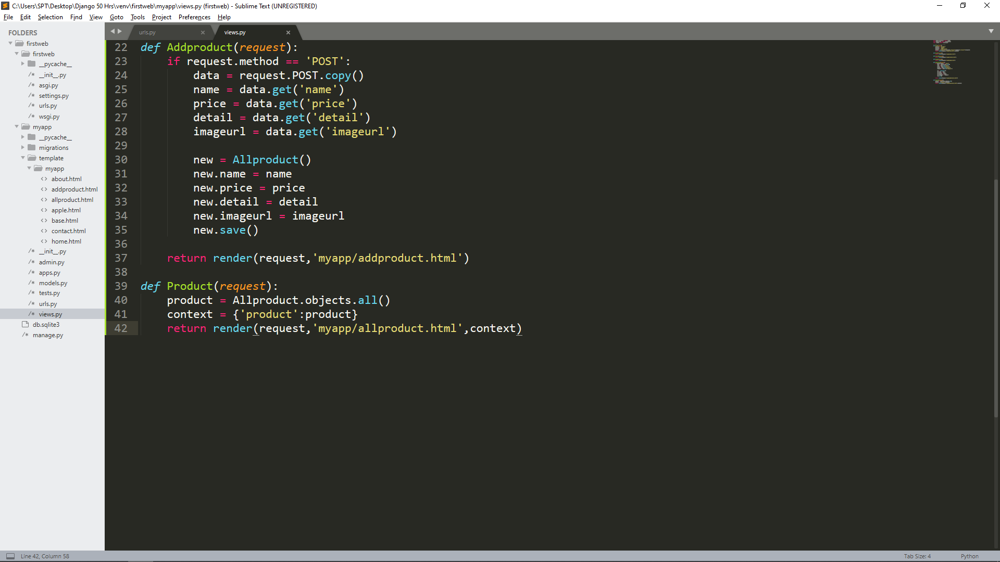 C:\Users\SPT\Desktop\Django 50 Hrs\venv\firstweb\myapp\views.py (firstweb) - Sublime Text (UNREGISTERED)
File Edit Selection Find View Goto Tools Project Preferences Help
FOLDERS
firstweb
firstweb
__pycache__
/* __init__.py
/* asgi.py
/* settings.py
/* urls.py
/* wsgi.py
myapp
__pycache__
migrations
template
myapp
<> about.html
<> addproduct.html
<> allproduct.html
<> apple.html
<> base.html
<> contact.html
<> home.html
/* __init__.py
/* admin.py
/* apps.py
/* models.py
/* tests.py
/* urls.py
/* views.py
db.sqlite3
/* manage.py
urls.py × views.py ×
22 def Addproduct(request):
23     if request.method == 'POST':
24         data = request.POST.copy()
25         name = data.get('name')
26         price = data.get('price')
27         detail = data.get('detail')
28         imageurl = data.get('imageurl')
29
30         new = Allproduct()
31         new.name = name
32         new.price = price
33         new.detail = detail
34         new.imageurl = imageurl
35         new.save()
36
37     return render(request,'myapp/addproduct.html')
38
39 def Product(request):
40     product = Allproduct.objects.all()
41     context = {'product':product}
42     return render(request,'myapp/allproduct.html',context)
Line 42, Column 58 Tab Size: 4 Python